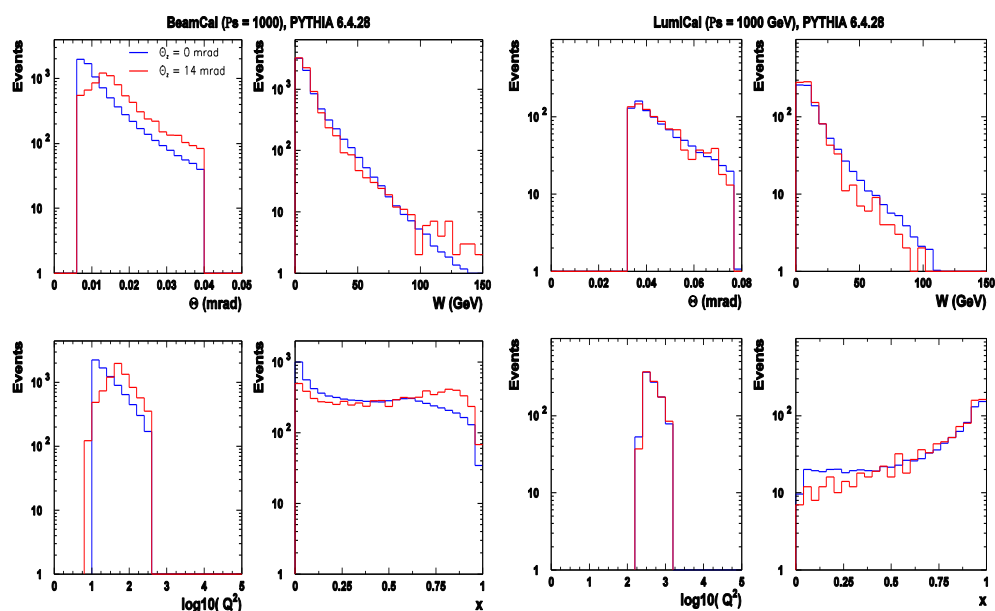 BeamCal (Ps = 1000), PYTHIA 6.4.28
LumiCal (Ps = 1000 GeV), PYTHIA 6.4.28
Events
10³
10²
10
1
Θ = 0 mrad
Θ = 14 mrad
0 0.01 0.02 0.03 0.04 0.05
Θ (mrad)
Events
10³
10²
10
1
0 50 100 150
W (GeV)
Events
10²
10
1
0 0.02 0.04 0.06 0.08
Θ (mrad)
Events
10²
10
1
0 50 100 150
W (GeV)
Events
10³
10²
10
1
0 1 2 3 4 5
log10( Q²)
Events
10³
10²
10
1
0 0.25 0.5 0.75 1
x
Events
10²
10
1
0 1 2 3 4 5
log10( Q²)
Events
10²
10
1
0 0.25 0.5 0.75 1
x